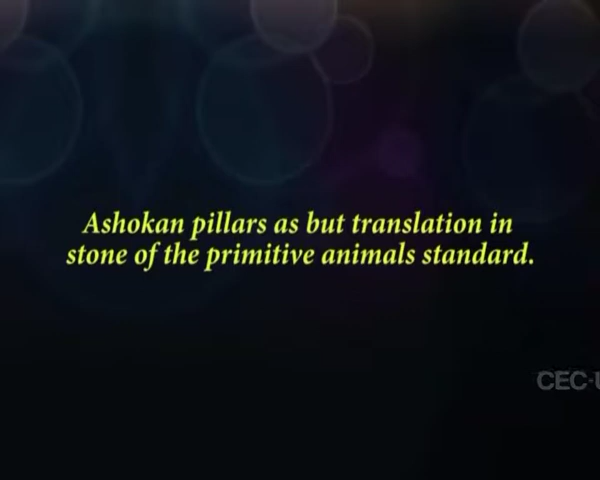 Ashokan pillars as but translation in
stone of the primitive animals standard.
CEC-U